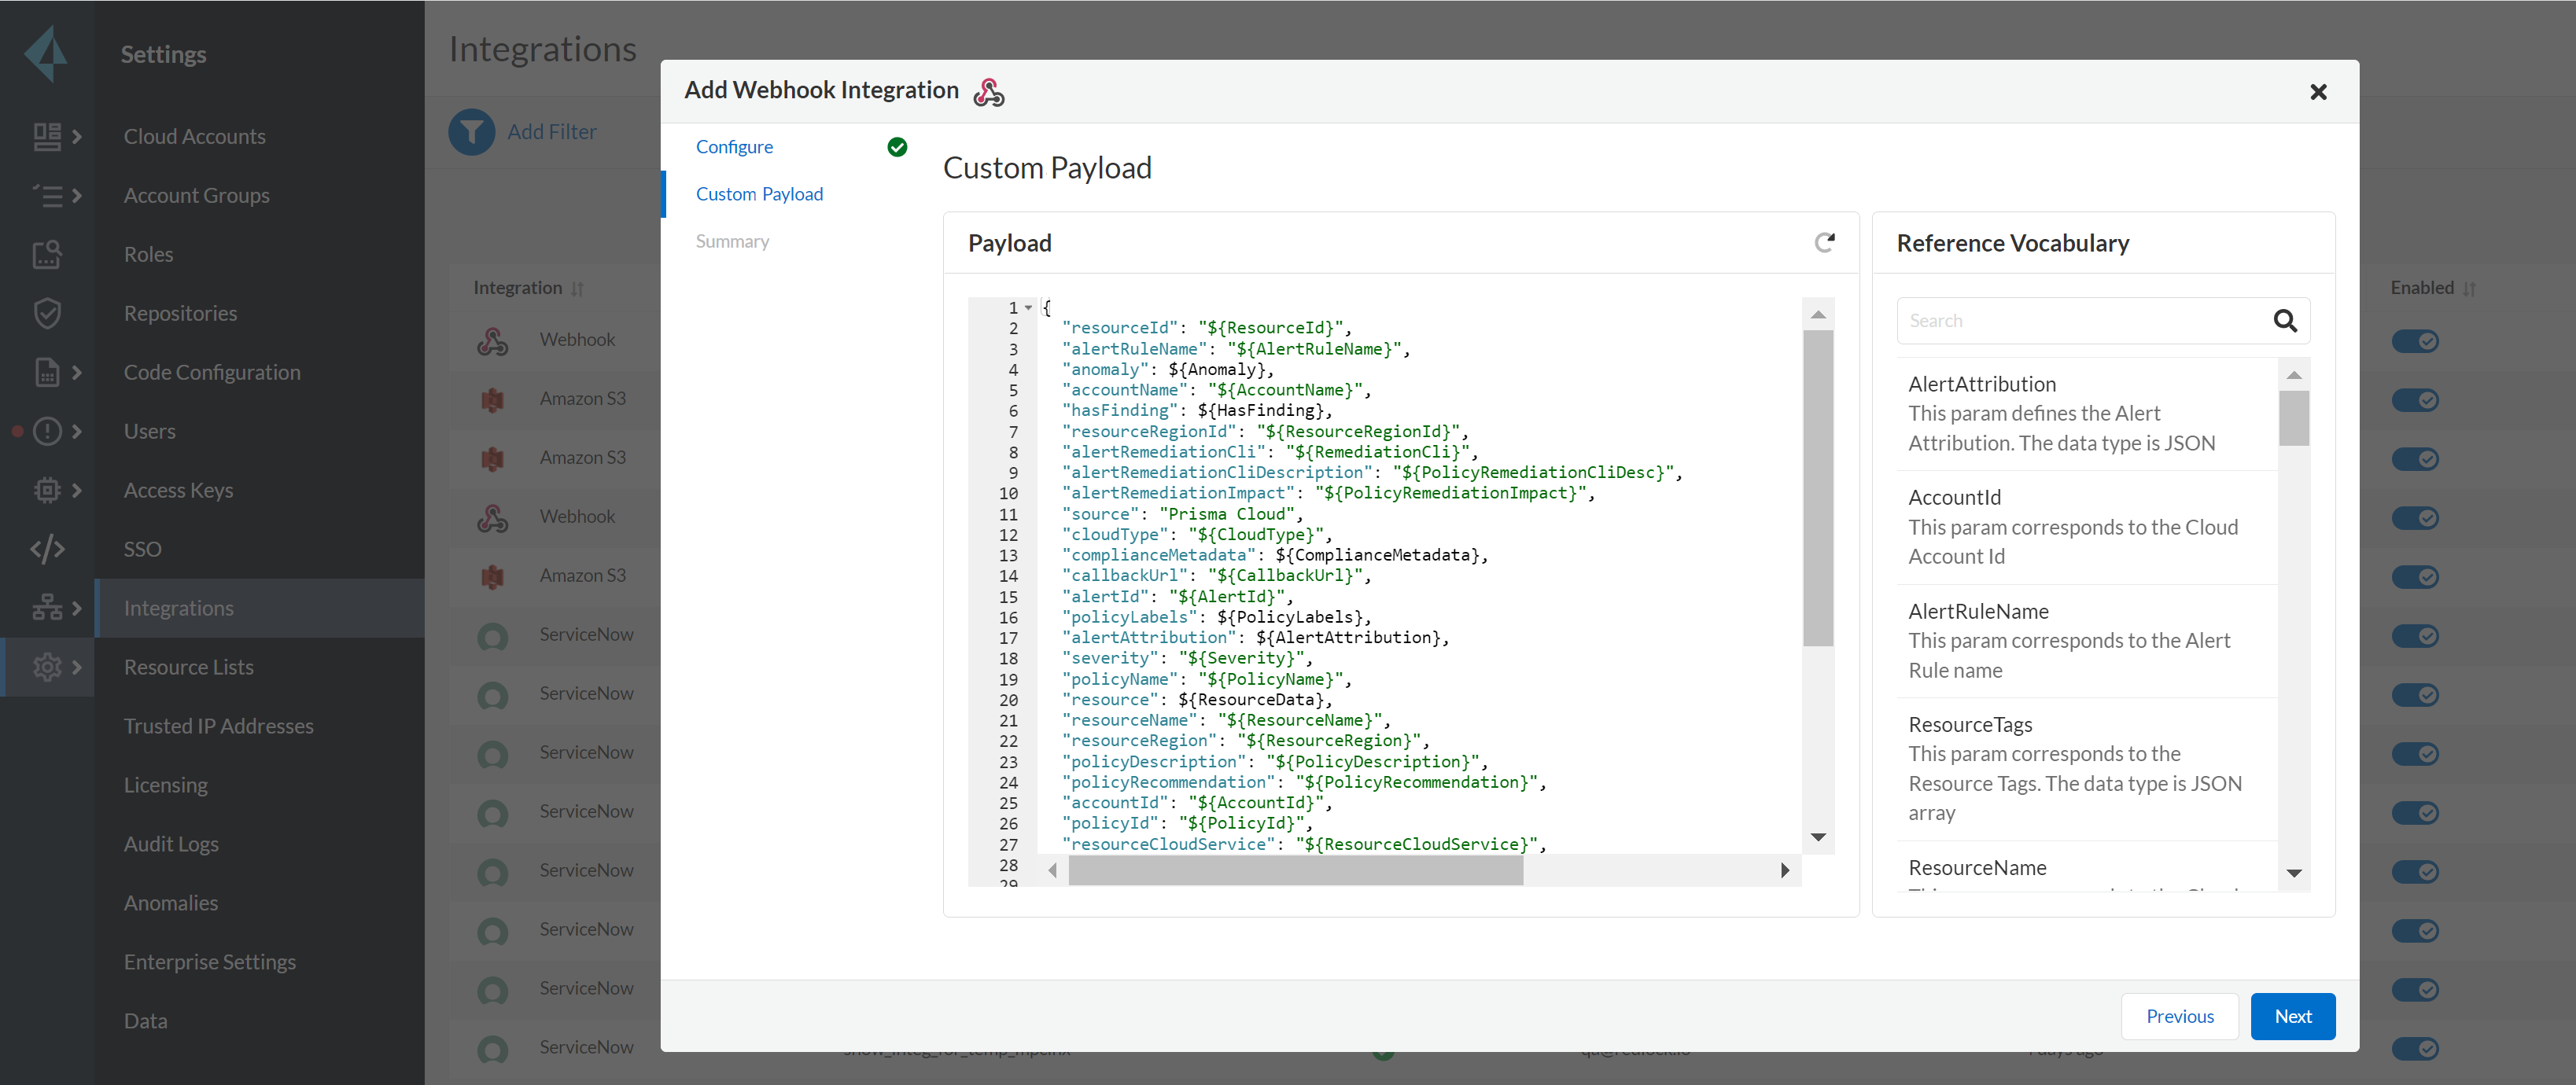 Settings
Cloud Accounts
Account Groups
Roles
Repositories
Code Configuration
Users
Access Keys
SSO
Integrations
Resource Lists
Trusted IP Addresses
Licensing
Audit Logs
Anomalies
Enterprise Settings
Data
Integrations
Add Filter
Integration
Webhook
Amazon S3
Amazon S3
Webhook
Amazon S3
ServiceNow
ServiceNow
ServiceNow
ServiceNow
ServiceNow
ServiceNow
ServiceNow
ServiceNow
Enabled
Add Webhook Integration
Configure
Custom Payload
Summary
Custom Payload
Payload
1 {
2 "resourceId": "${ResourceId}",
3 "alertRuleName": "${AlertRuleName}",
4 "anomaly": ${Anomaly},
5 "accountName": "${AccountName}",
6 "hasFinding": ${HasFinding},
7 "resourceRegionId": "${ResourceRegionId}",
8 "alertRemediationCli": "${RemediationCli}",
9 "alertRemediationCliDescription": "${PolicyRemediationCliDesc}",
10 "alertRemediationImpact": "${PolicyRemediationImpact}",
11 "source": "Prisma Cloud",
12 "cloudType": "${CloudType}",
13 "complianceMetadata": ${ComplianceMetadata},
14 "callbackUrl": "${CallbackUrl}",
15 "alertId": "${AlertId}",
16 "policyLabels": ${PolicyLabels},
17 "alertAttribution": ${AlertAttribution},
18 "severity": "${Severity}",
19 "policyName": "${PolicyName}",
20 "resource": ${ResourceData},
21 "resourceName": "${ResourceName}",
22 "resourceRegion": "${ResourceRegion}",
23 "policyDescription": "${PolicyDescription}",
24 "policyRecommendation": "${PolicyRecommendation}",
25 "accountId": "${AccountId}",
26 "policyId": "${PolicyId}",
27 "resourceCloudService": "${ResourceCloudService}",
28
29
Reference Vocabulary
Search
AlertAttribution
This param defines the Alert
Attribution. The data type is JSON
AccountId
This param corresponds to the Cloud
Account Id
AlertRuleName
This param corresponds to the Alert
Rule name
ResourceTags
This param corresponds to the
Resource Tags. The data type is JSON
array
ResourceName
Previous
Next